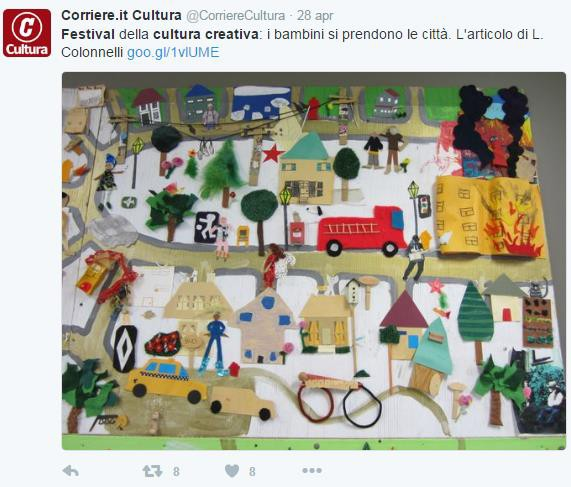 Corriere.it Cultura @CorriereCultura · 28 apr
Festival della cultura creativa: i bambini si prendono le città. L'articolo di L.
Colonnelli goo.gl/1vlUME
C
Cultura
8
8